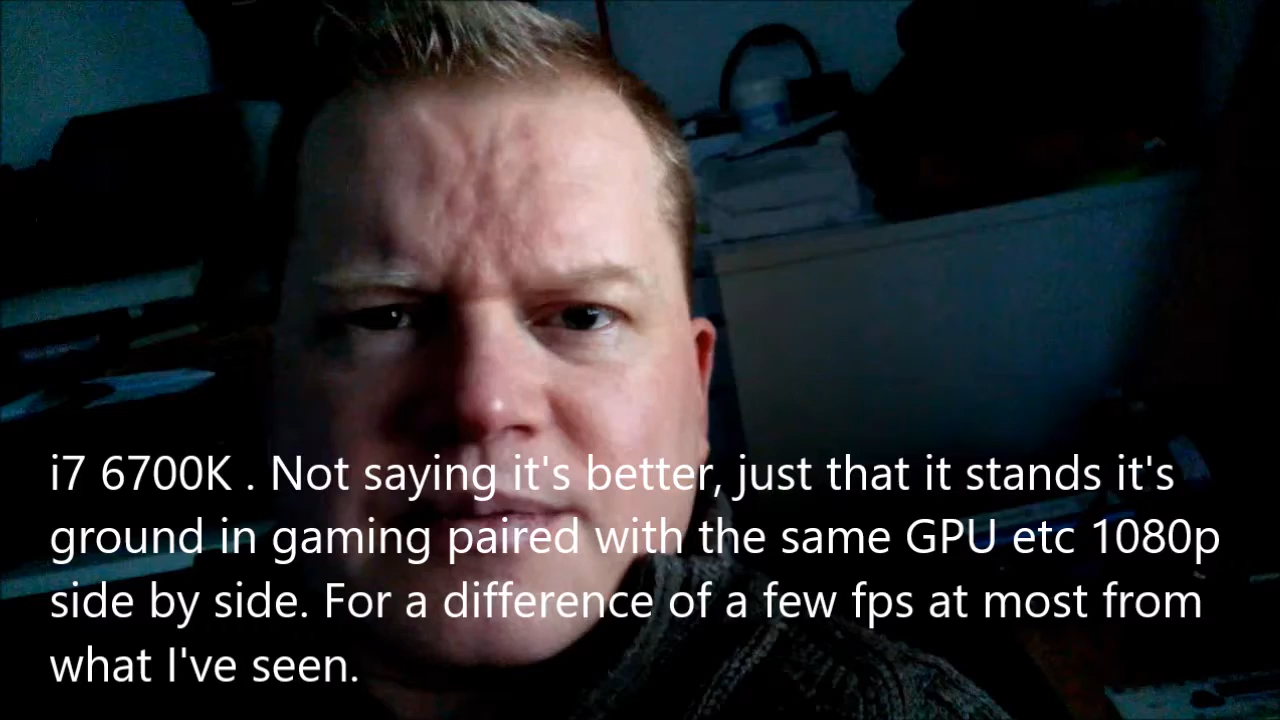 i7 6700K . Not saying it's better, just that it stands it's
ground in gaming paired with the same GPU etc 1080p
side by side. For a difference of a few fps at most from
what I've seen.